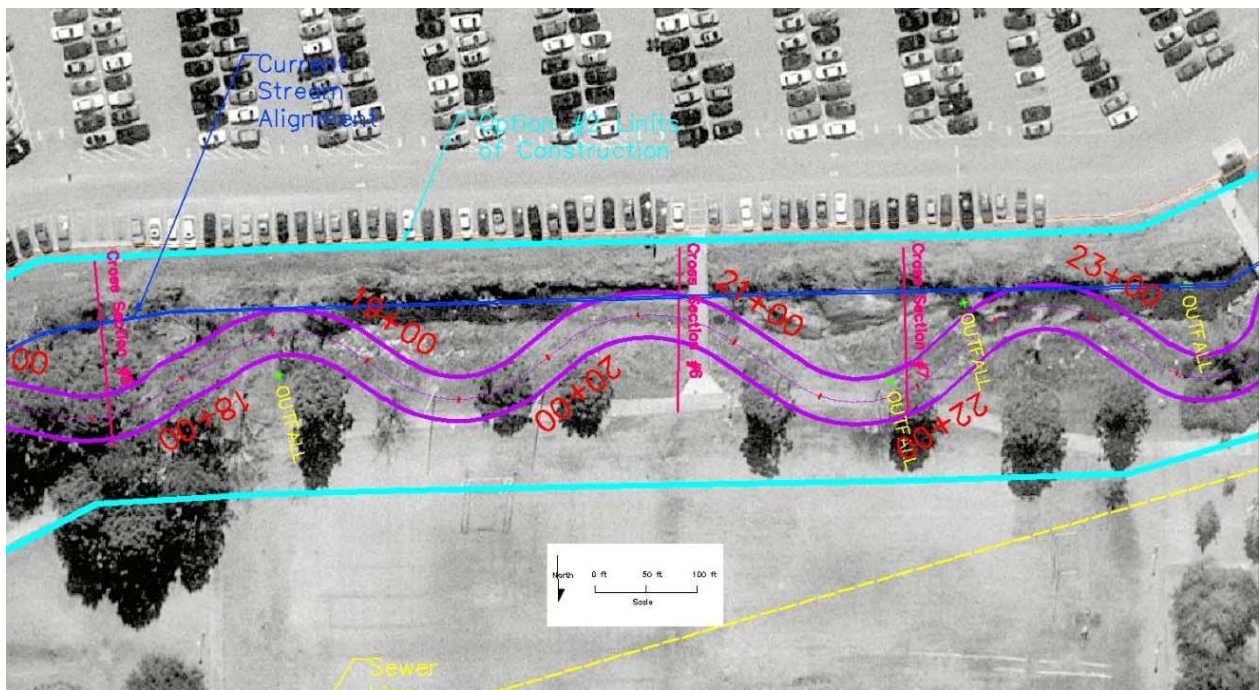 Current
Stream
Alignment
Option #2 Limits
of Construction
Cross Section
Cross Section #6
Cross Section #7
00
18+00
19+00
20+00
21+00
22+00
23+00
OUTFALL
OUTFALL
OUTFALL
OUTFALL
North
0 ft 50 ft 100 ft
Scale
Sewer